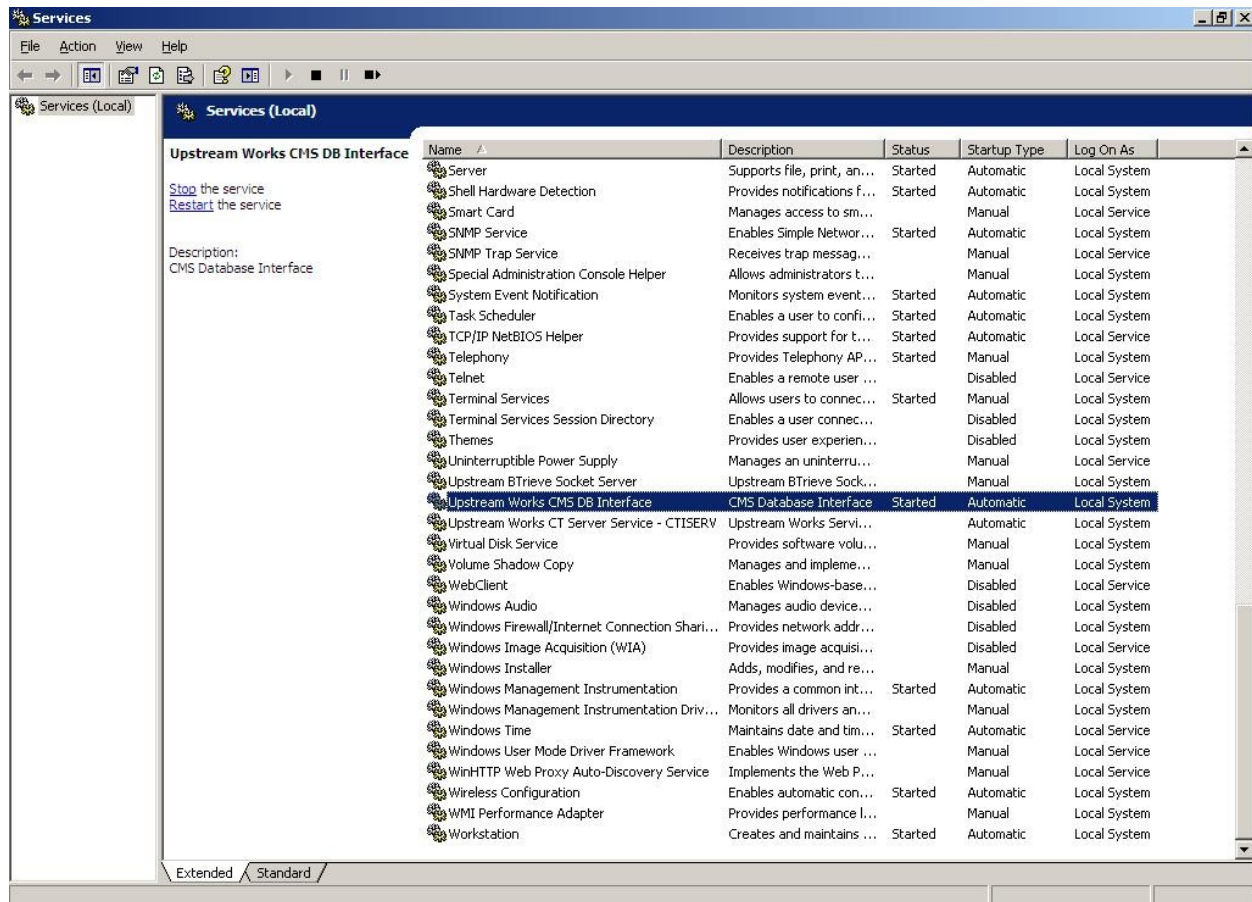 Services
File Action View Help
Services (Local)
Services (Local)
Upstream Works CMS DB Interface
Stop the service
Restart the service
Description:
CMS Database Interface
Name Description Status Startup Type Log On As
Server Supports file, print, an... Started Automatic Local System
Shell Hardware Detection Provides notifications f... Started Automatic Local System
Smart Card Manages access to sm... Manual Local Service
SNMP Service Enables Simple Networ... Started Automatic Local System
SNMP Trap Service Receives trap messag... Manual Local Service
Special Administration Console Helper Allows administrators t... Manual Local System
System Event Notification Monitors system event... Started Automatic Local System
Task Scheduler Enables a user to confi... Started Automatic Local System
TCP/IP NetBIOS Helper Provides support for t... Started Automatic Local Service
Telephony Provides Telephony AP... Started Manual Local System
Telnet Enables a remote user ... Disabled Local Service
Terminal Services Allows users to connec... Started Manual Local System
Terminal Services Session Directory Enables a user connec... Disabled Local System
Themes Provides user experien... Disabled Local System
Uninterruptible Power Supply Manages an uninterru... Manual Local Service
Upstream BTrieve Socket Server Upstream BTrieve Sock... Manual Local System
Upstream Works CMS DB Interface CMS Database Interface Started Automatic Local System
Upstream Works CT Server Service - CTISERV Upstream Works Servi... Automatic Local System
Virtual Disk Service Provides software volu... Manual Local System
Volume Shadow Copy Manages and impleme... Manual Local System
WebClient Enables Windows-base... Disabled Local Service
Windows Audio Manages audio device... Disabled Local System
Windows Firewall/Internet Connection Shari... Provides network addr... Disabled Local System
Windows Image Acquisition (WIA) Provides image acquisi... Disabled Local Service
Windows Installer Adds, modifies, and re... Manual Local System
Windows Management Instrumentation Provides a common int... Started Automatic Local System
Windows Management Instrumentation Driv... Monitors all drivers an... Manual Local System
Windows Time Maintains date and tim... Started Automatic Local Service
Windows User Mode Driver Framework Enables Windows user ... Manual Local Service
WinHTTP Web Proxy Auto-Discovery Service Implements the Web P... Manual Local Service
Wireless Configuration Enables automatic con... Started Automatic Local System
WMI Performance Adapter Provides performance l... Manual Local System
Workstation Creates and maintains ... Started Automatic Local System
Extended Standard